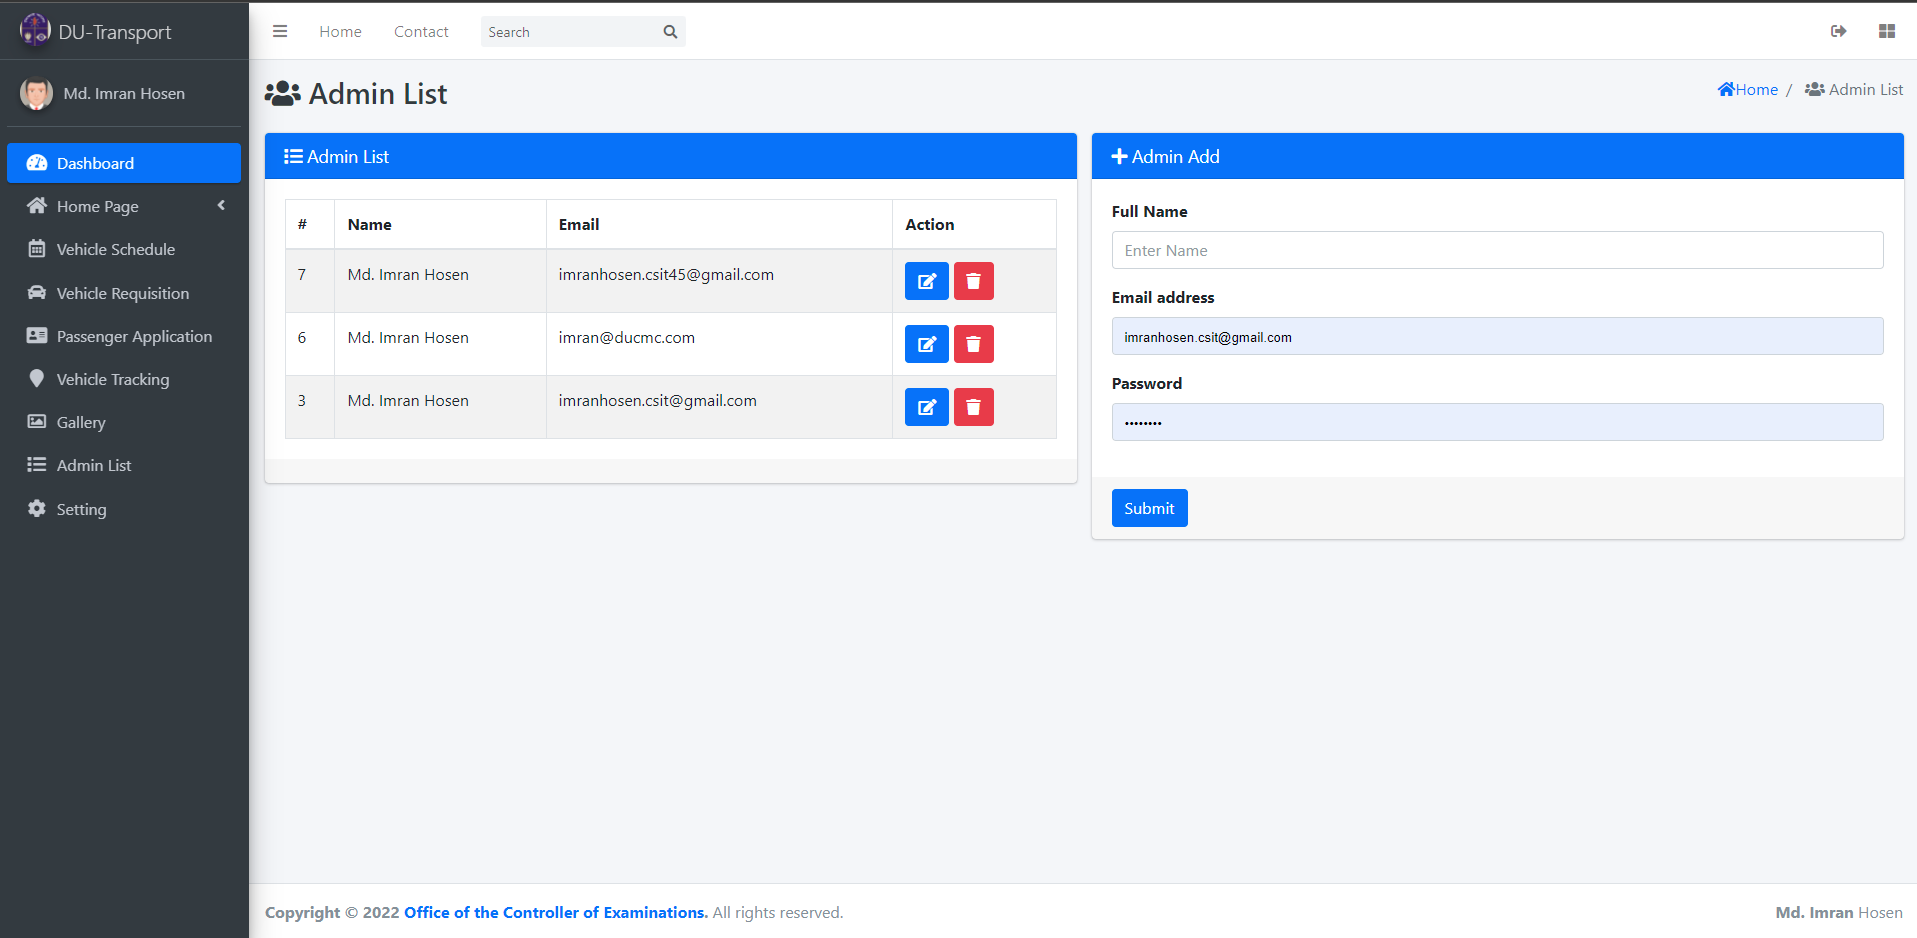 DU-Transport
Home
Contact
Search
Md. Imran Hosen
Dashboard
Home Page
Vehicle Schedule
Vehicle Requisition
Passenger Application
Vehicle Tracking
Gallery
Admin List
Setting
Admin List
Home / Admin List
Admin List
# Name Email Action
7 Md. Imran Hosen imranhosen.csit45@gmail.com
6 Md. Imran Hosen imran@ducmc.com
3 Md. Imran Hosen imranhosen.csit@gmail.com
Admin Add
Full Name
Enter Name
Email address
imranhosen.csit@gmail.com
Password
••••••••
Submit
Copyright © 2022 Office of the Controller of Examinations. All rights reserved.
Md. Imran Hosen